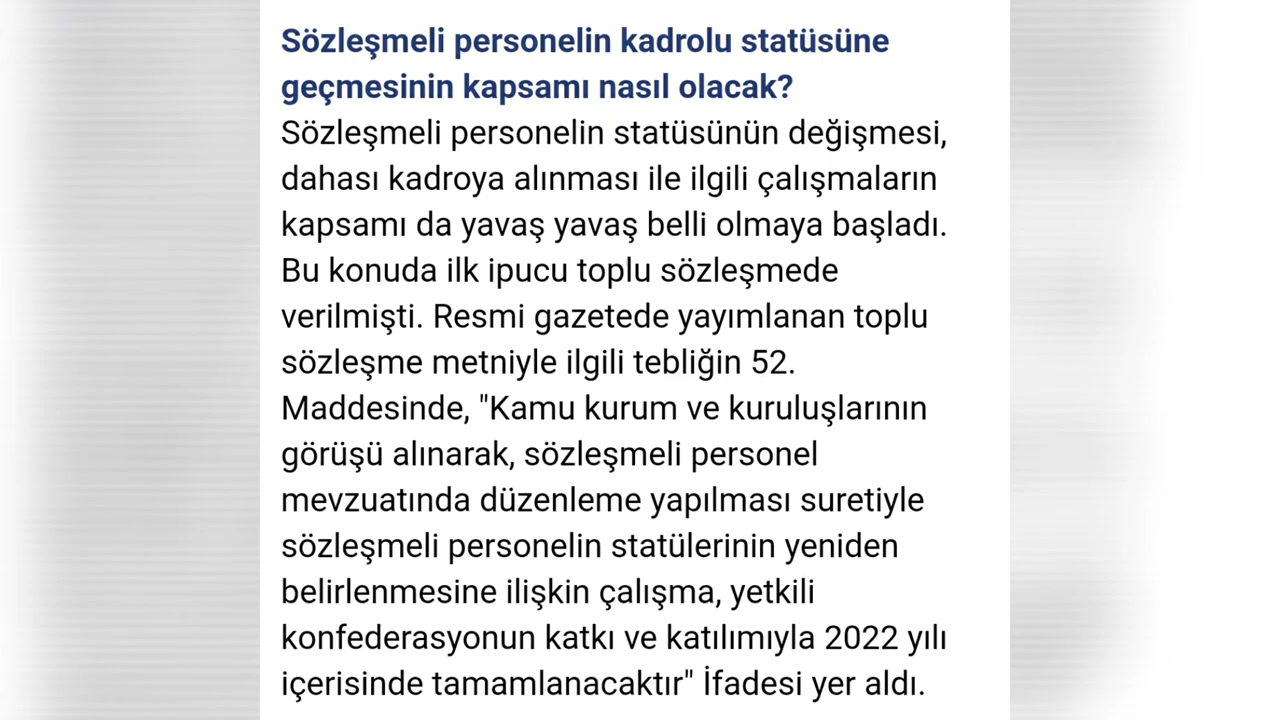 Sözleşmeli personelin kadrolu statüsüne
geçmesinin kapsamı nasıl olacak?
Sözleşmeli personelin statüsünün değişmesi,
dahası kadroya alınması ile ilgili çalışmaların
kapsamı da yavaş yavaş belli olmaya başladı.
Bu konuda ilk ipucu toplu sözleşmede
verilmişti. Resmi gazetede yayımlanan toplu
sözleşme metniyle ilgili tebliğin 52.
Maddesinde, "Kamu kurum ve kuruluşlarının
görüşü alınarak, sözleşmeli personel
mevzuatında düzenleme yapılması suretiyle
sözleşmeli personelin statülerinin yeniden
belirlenmesine ilişkin çalışma, yetkili
konfederasyonun katkı ve katılımıyla 2022 yılı
içerisinde tamamlanacaktır" İfadesi yer aldı.